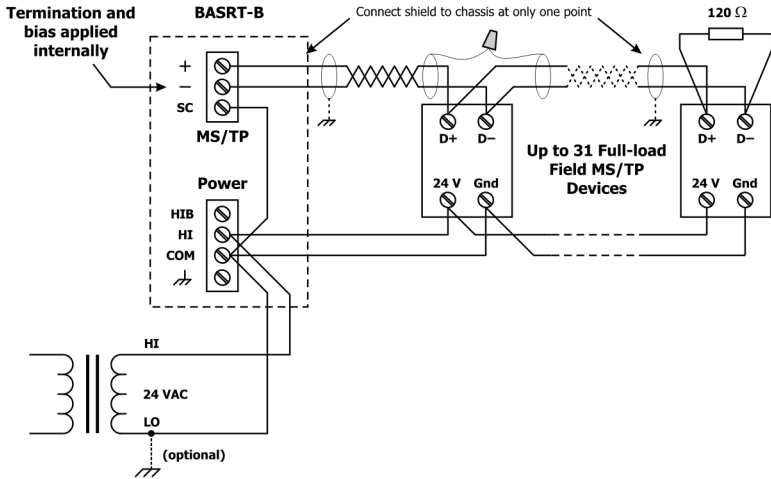 Termination and
bias applied
internally
BASRT-B
Connect shield to chassis at only one point
120 Ω
+
–
SC
MS/TP
D+ D–
D+ D–
Up to 31 Full-load
Field MS/TP
Devices
Power
24 V Gnd
24 V Gnd
HIB
HI
COM
HI
24 VAC
LO
(optional)